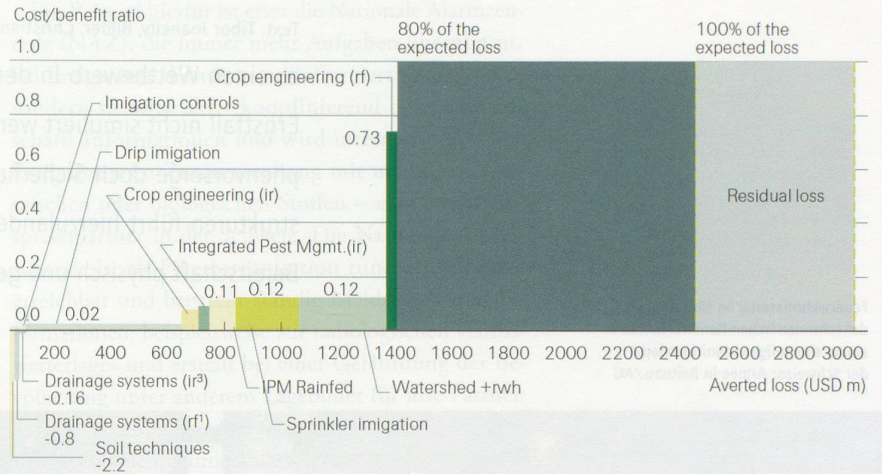 Cost/benefit ratio
1.0
0.8
0.6
0.4
0.2
0.0
80% of the
expected loss
100% of the
expected loss
Crop engineering (rf)
Imigation controls
0.73
Drip imigation
Crop engineering (ir)
Residual loss
Integrated Pest Mgmt.(ir)
0.02
0.11
0.12
0.12
200
400
600
800
1000
1200
1400
1600
1800
2000
2200
2400
2600
2800
3000
Averted loss (USD m)
Drainage systems (ir³)
-0.16
IPM Rainfed
Watershed +rwh
Drainage systems (rf¹)
-0.8
Sprinkler imigation
Soil techniques
-2.2
Text: Tibor Joanelly,